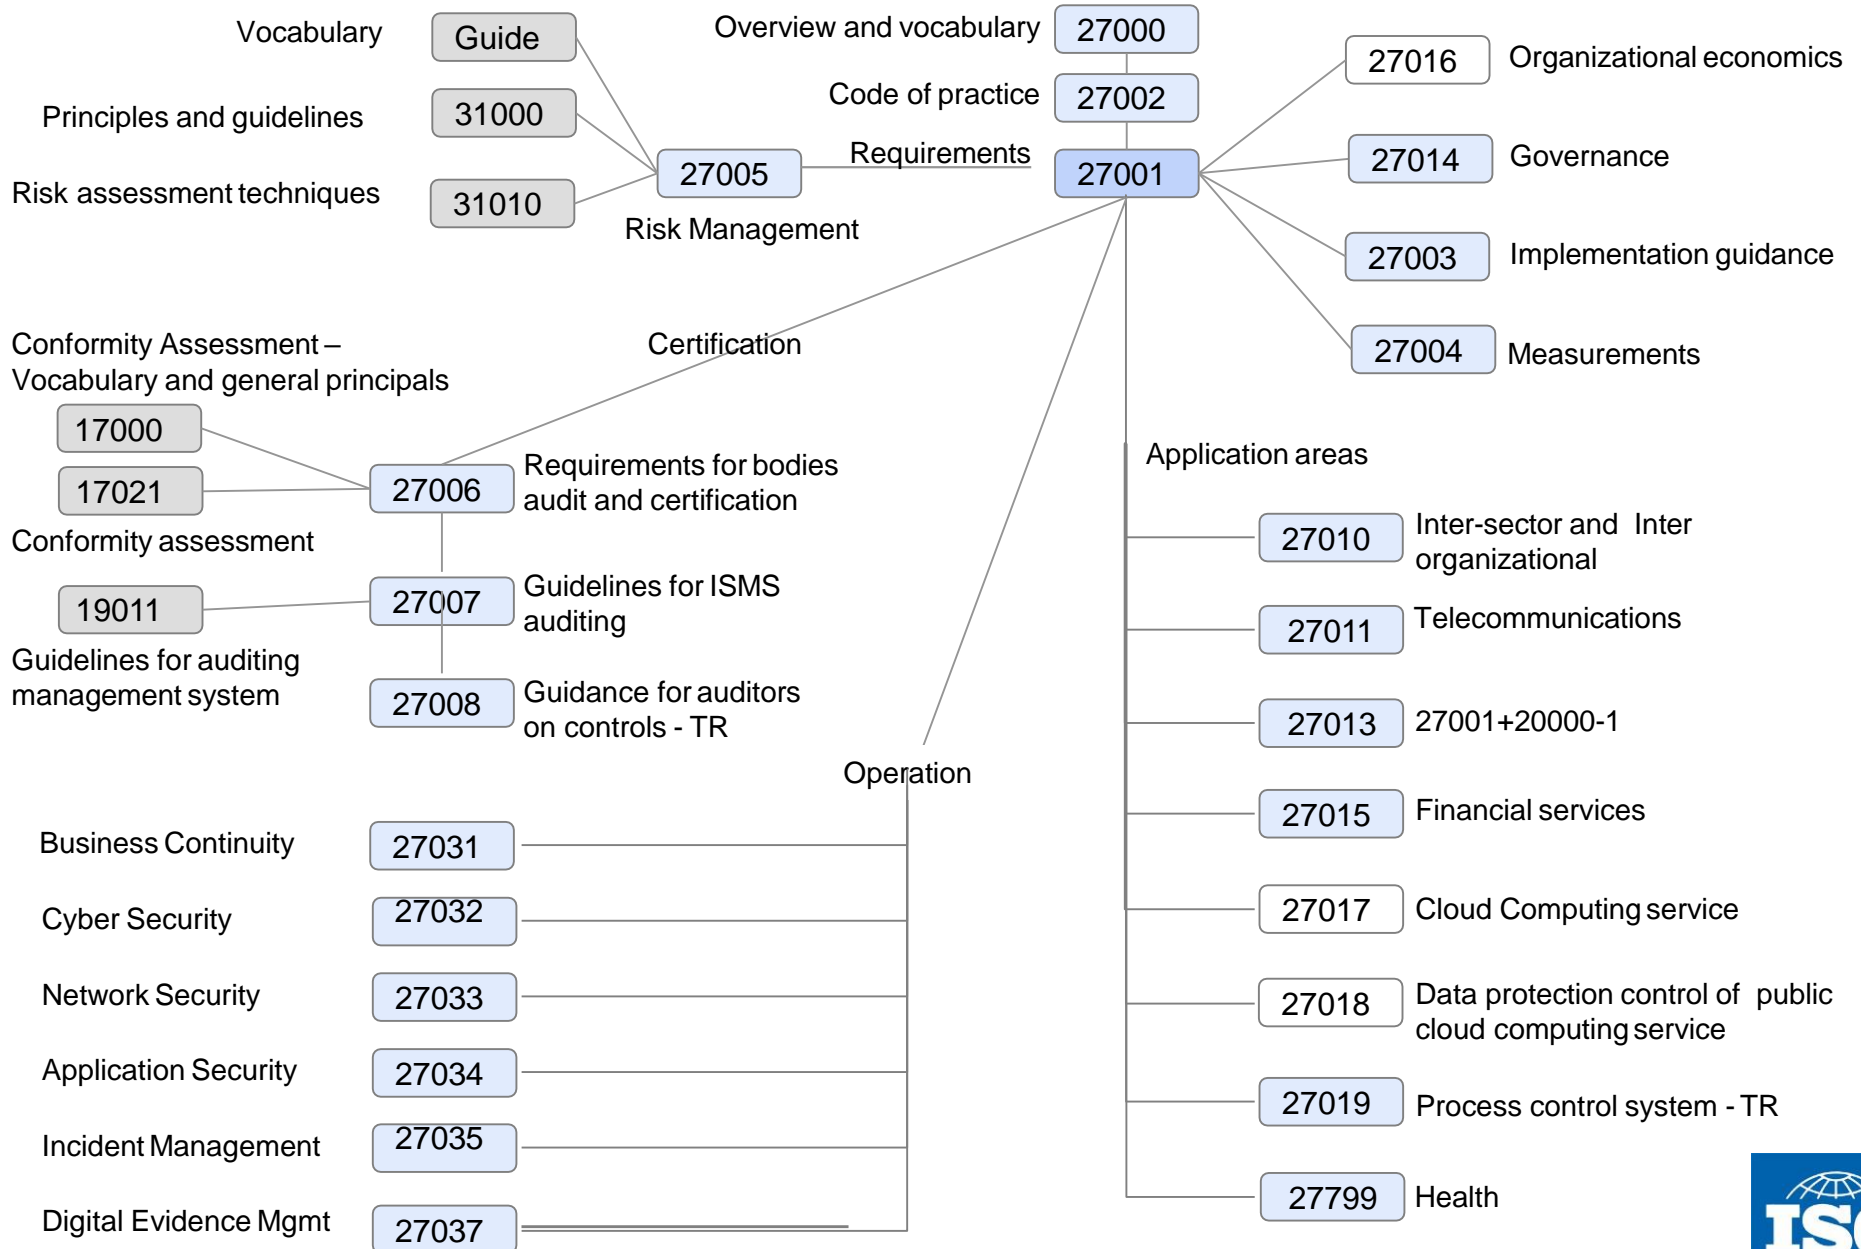 Vocabulary
Guide
Principles and guidelines
31000
Risk assessment techniques
31010
27005
Risk Management
Overview and vocabulary
27000
Code of practice
27002
Requirements
27001
27016
Organizational economics
27014
Governance
27003
Implementation guidance
27004
Measurements
Certification
Conformity Assessment –
Vocabulary and general principals
17000
17021
Conformity assessment
19011
Guidelines for auditing
management system
27006
Requirements for bodies
audit and certification
27007
Guidelines for ISMS
auditing
27008
Guidance for auditors
on controls - TR
Operation
Business Continuity
27031
Cyber Security
27032
Network Security
27033
Application Security
27034
Incident Management
27035
Digital Evidence Mgmt
27037
Application areas
27010
Inter-sector and Inter
organizational
27011
Telecommunications
27013
27001+20000-1
27015
Financial services
27017
Cloud Computing service
27018
Data protection control of public
cloud computing service
27019
Process control system - TR
27799
Health
ISO